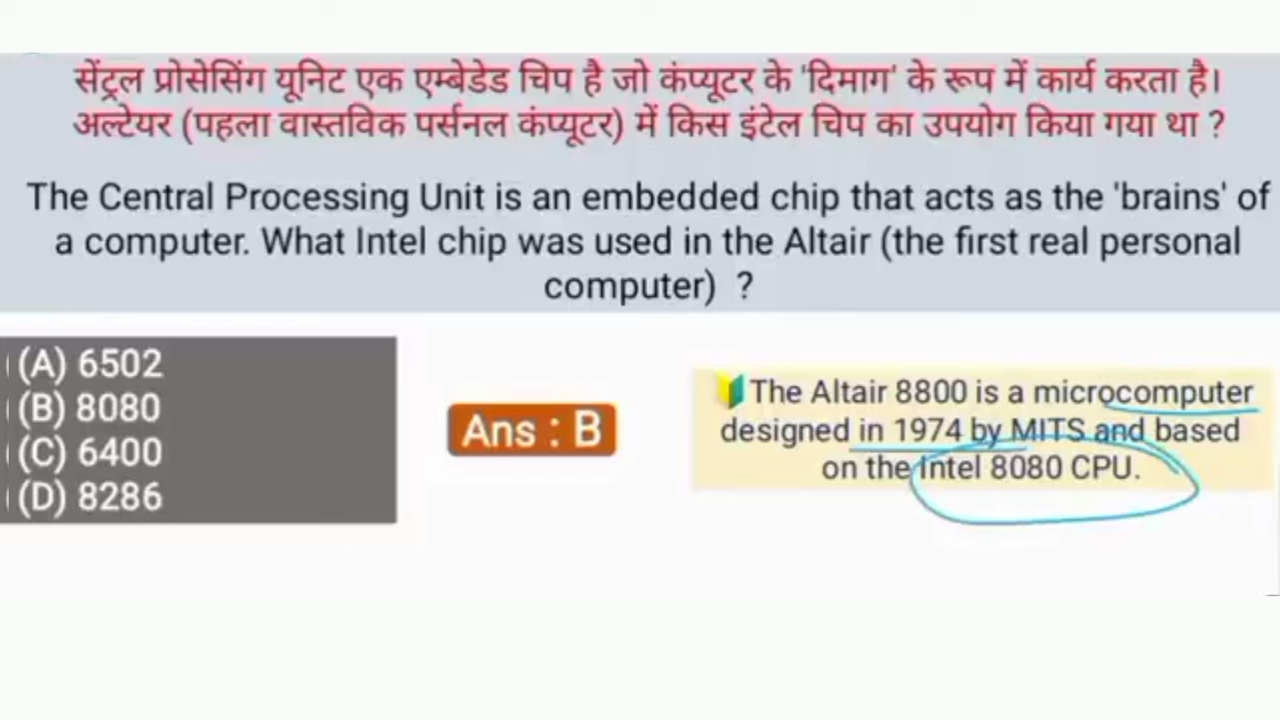 सेंट्रल प्रोसेसिंग यूनिट एक एम्बेडेड चिप है जो कंप्यूटर के 'दिमाग' के रूप में कार्य करता है।
अल्टेयर (पहला वास्तविक पर्सनल कंप्यूटर) में किस इंटेल चिप का उपयोग किया गया था ?
The Central Processing Unit is an embedded chip that acts as the 'brains' of
a computer. What Intel chip was used in the Altair (the first real personal
computer) ?
(A) 6502
(B) 8080
(C) 6400
(D) 8286
Ans : B
The Altair 8800 is a microcomputer
designed in 1974 by MITS and based
on the Intel 8080 CPU.